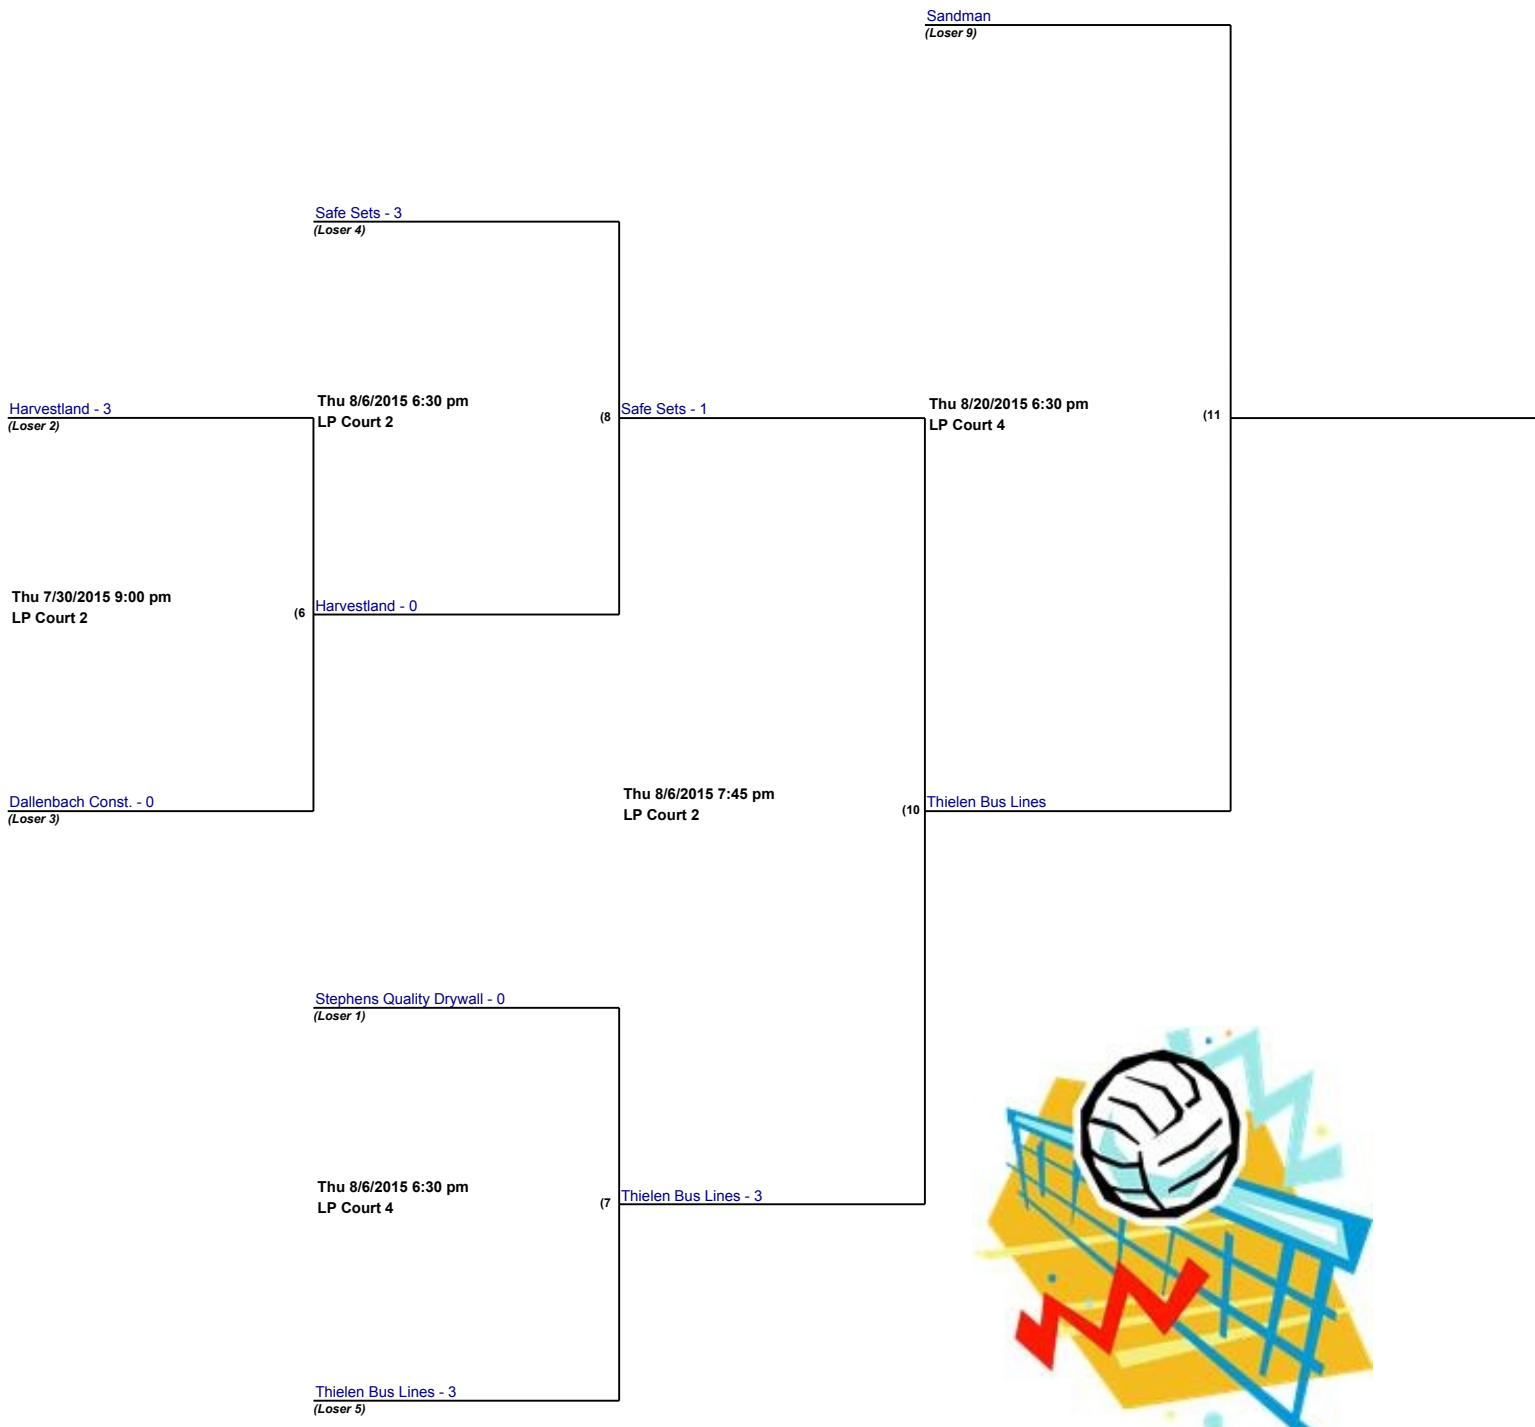 Sandman
(Loser 9)
Safe Sets - 3
(Loser 4)
Thu 8/6/2015 6:30 pm
LP Court 2
(8
Harvestland - 3
(Loser 2)
Safe Sets - 1
Thu 8/20/2015 6:30 pm
LP Court 4
(11
Thu 7/30/2015 9:00 pm
LP Court 2
(6
Harvestland - 0
Dallenbach Const. - 0
(Loser 3)
Thu 8/6/2015 7:45 pm
LP Court 2
(10
Thielen Bus Lines
Stephens Quality Drywall - 0
(Loser 1)
Thu 8/6/2015 6:30 pm
LP Court 4
(7
Thielen Bus Lines - 3
Thielen Bus Lines - 3
(Loser 5)